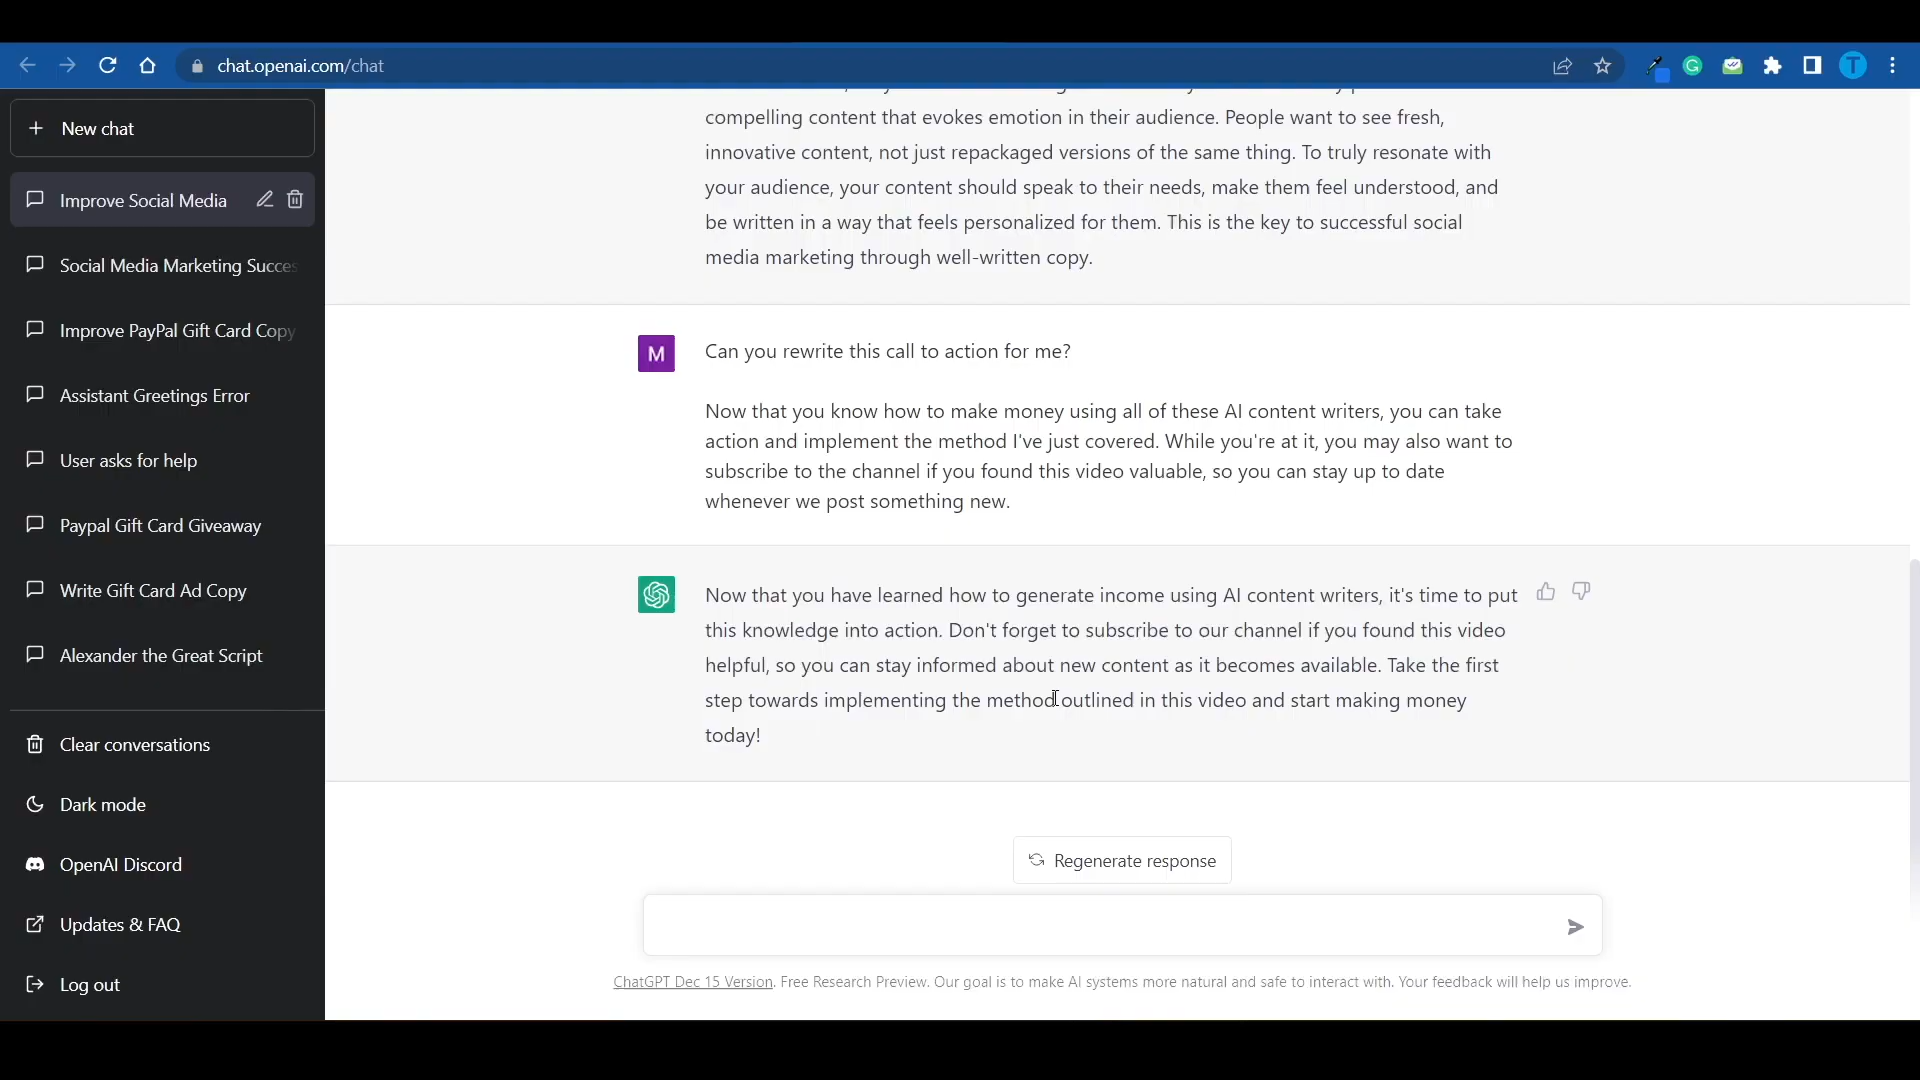 chat.openai.com/chat
T
New chat
Improve Social Media
Social Media Marketing Succes
Improve PayPal Gift Card Copy
Assistant Greetings Error
User asks for help
Paypal Gift Card Giveaway
Write Gift Card Ad Copy
Alexander the Great Script
Clear conversations
Dark mode
OpenAI Discord
Updates & FAQ
Log out
compelling content that evokes emotion in their audience. People want to see fresh,
innovative content, not just repackaged versions of the same thing. To truly resonate with
your audience, your content should speak to their needs, make them feel understood, and
be written in a way that feels personalized for them. This is the key to successful social
media marketing through well-written copy.
M
Can you rewrite this call to action for me?
Now that you know how to make money using all of these AI content writers, you can take
action and implement the method I've just covered. While you're at it, you may also want to
subscribe to the channel if you found this video valuable, so you can stay up to date
whenever we post something new.
Now that you have learned how to generate income using AI content writers, it's time to put
this knowledge into action. Don't forget to subscribe to our channel if you found this video
helpful, so you can stay informed about new content as it becomes available. Take the first
step towards implementing the method outlined in this video and start making money
today!
Regenerate response
ChatGPT Dec 15 Version. Free Research Preview. Our goal is to make AI systems more natural and safe to interact with. Your feedback will help us improve.